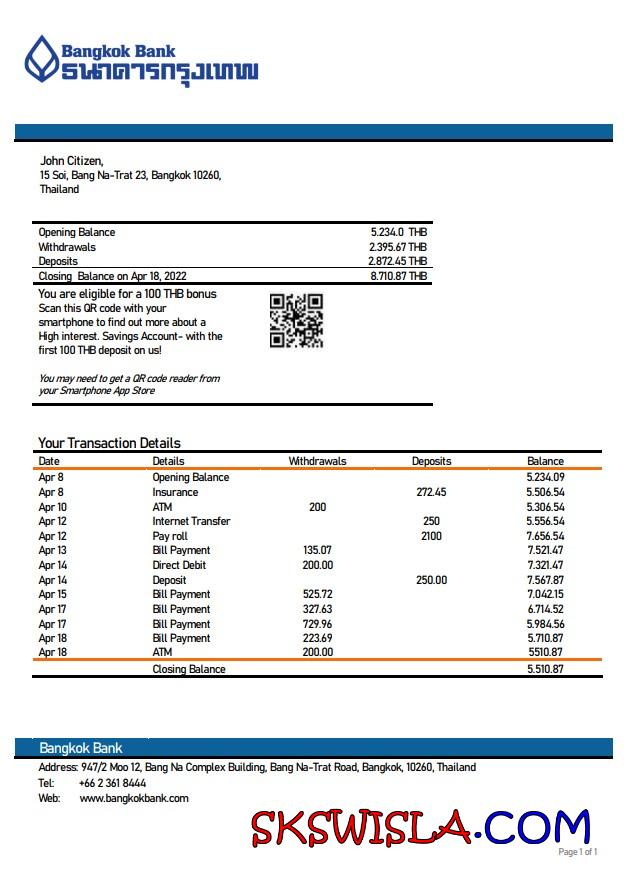 Bangkok Bank
ธนาคารกรุงเทพ
John Citizen,
15 Soi, Bang Na-Trat 23, Bangkok 10260,
Thailand
Opening Balance 5.234.0 THB
Withdrawals 2.395.67 THB
Deposits 2.872.45 THB
Closing Balance on Apr 18, 2022 8.710.87 THB
You are eligible for a 100 THB bonus
Scan this QR code with your
smartphone to find out more about a
High interest. Savings Account- with the
first 100 THB deposit on us!
You may need to get a QR code reader from
your Smartphone App Store
Your Transaction Details
Date Details Withdrawals Deposits Balance
Apr 8 Opening Balance 5.234.09
Apr 8 Insurance 272.45 5.506.54
Apr 10 ATM 200 5.306.54
Apr 12 Internet Transfer 250 5.556.54
Apr 12 Pay roll 2100 7.656.54
Apr 13 Bill Payment 135.07 7.521.47
Apr 14 Direct Debit 200.00 7.321.47
Apr 14 Deposit 250.00 7.567.87
Apr 15 Bill Payment 525.72 7.042.15
Apr 17 Bill Payment 327.63 6.714.52
Apr 17 Bill Payment 729.96 5.984.56
Apr 18 Bill Payment 223.69 5.710.87
Apr 18 ATM 200.00 5510.87
Closing Balance 5.510.87
Bangkok Bank
Address: 947/2 Moo 12, Bang Na Complex Building, Bang Na-Trat Road, Bangkok, 10260, Thailand
Tel: +66 2 361 8444
Web: www.bangkokbank.com
SKSWISLA.COM
Page 1 of 1